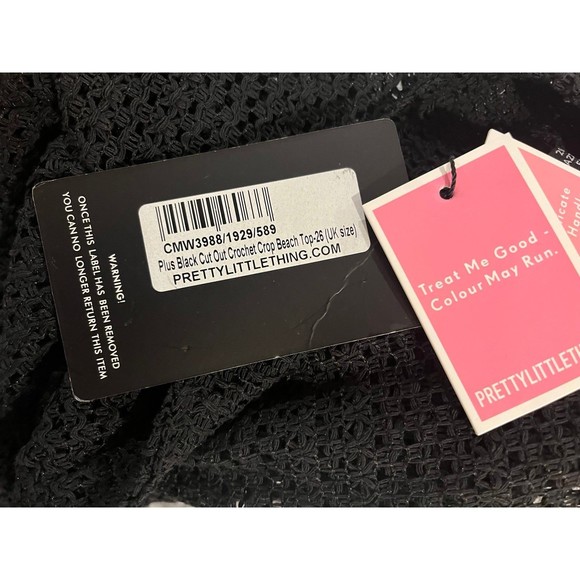 WARNING!
ONCE THIS LABEL HAS BEEN REMOVED
YOU CAN NO LONGER RETURN THIS ITEM
CMW3988/1929/589
Plus Black Cut Out Crochet Crop Beach Top-26 (UK size)
PRETTYLITTLETHING.COM
Treat Me Good -
Colour May Run.
PRETTYLITTLETHI